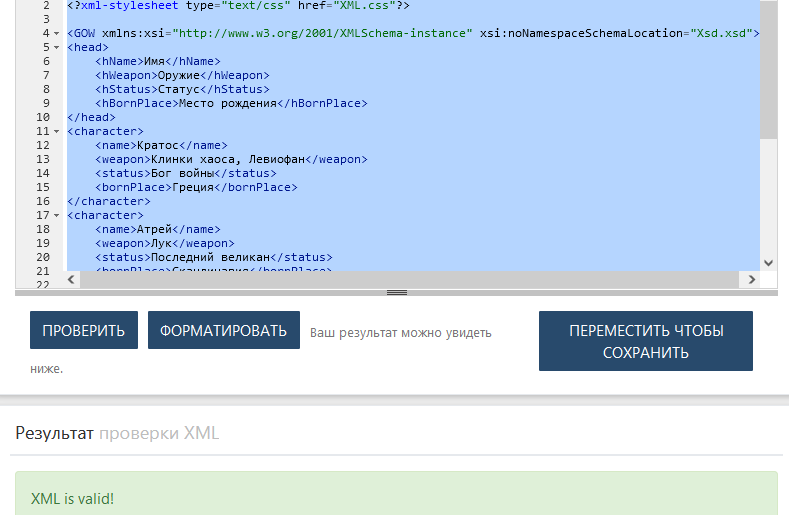 2 <?xml-stylesheet type="text/css" href="XML.css"?>
3
4 <GOW xmlns:xsi="http://www.w3.org/2001/XMLSchema-instance" xsi:noNamespaceSchemaLocation="Xsd.xsd">
5 <head>
6 <hName>Имя</hName>
7 <hWeapon>Оружие</hWeapon>
8 <hStatus>Статус</hStatus>
9 <hBornPlace>Место рождения</hBornPlace>
10 </head>
11 <character>
12 <name>Кратос</name>
13 <weapon>Клинки хаоса, Левиофан</weapon>
14 <status>Бог войны</status>
15 <bornPlace>Греция</bornPlace>
16 </character>
17 <character>
18 <name>Атрей</name>
19 <weapon>Лук</weapon>
20 <status>Последний великан</status>
21 <bornPlace>Скандинавия</bornPlace>
22
ПРОВЕРИТЬ ФОРМАТИРОВАТЬ Ваш результат можно увидеть
ниже.
ПЕРЕМЕСТИТЬ ЧТОБЫ
СОХРАНИТЬ
Результат проверки XML
XML is valid!